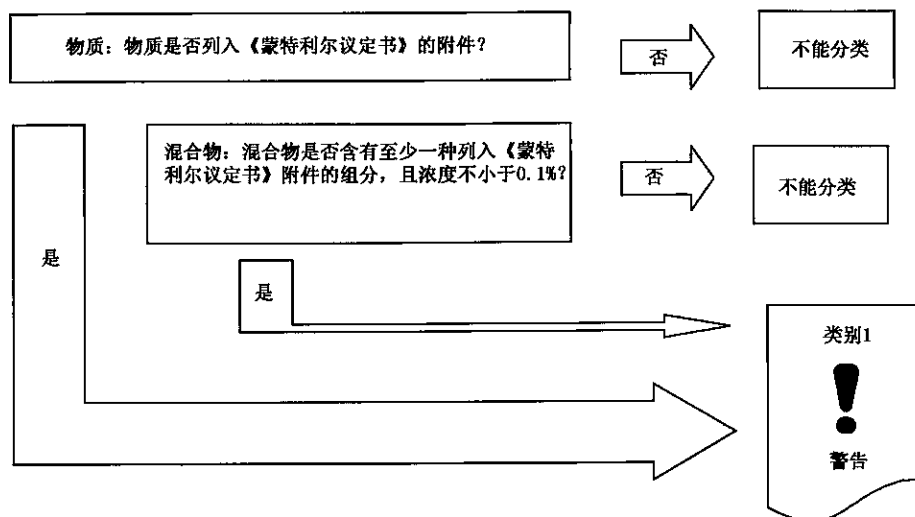 物质：物质是否列入《蒙特利尔议定书》的附件？
否
不能分类
混合物：混合物是否含有至少一种列入《蒙特
利尔议定书》附件的组分，且浓度不小于0.1%？
否
不能分类
是
是
类别1
警告